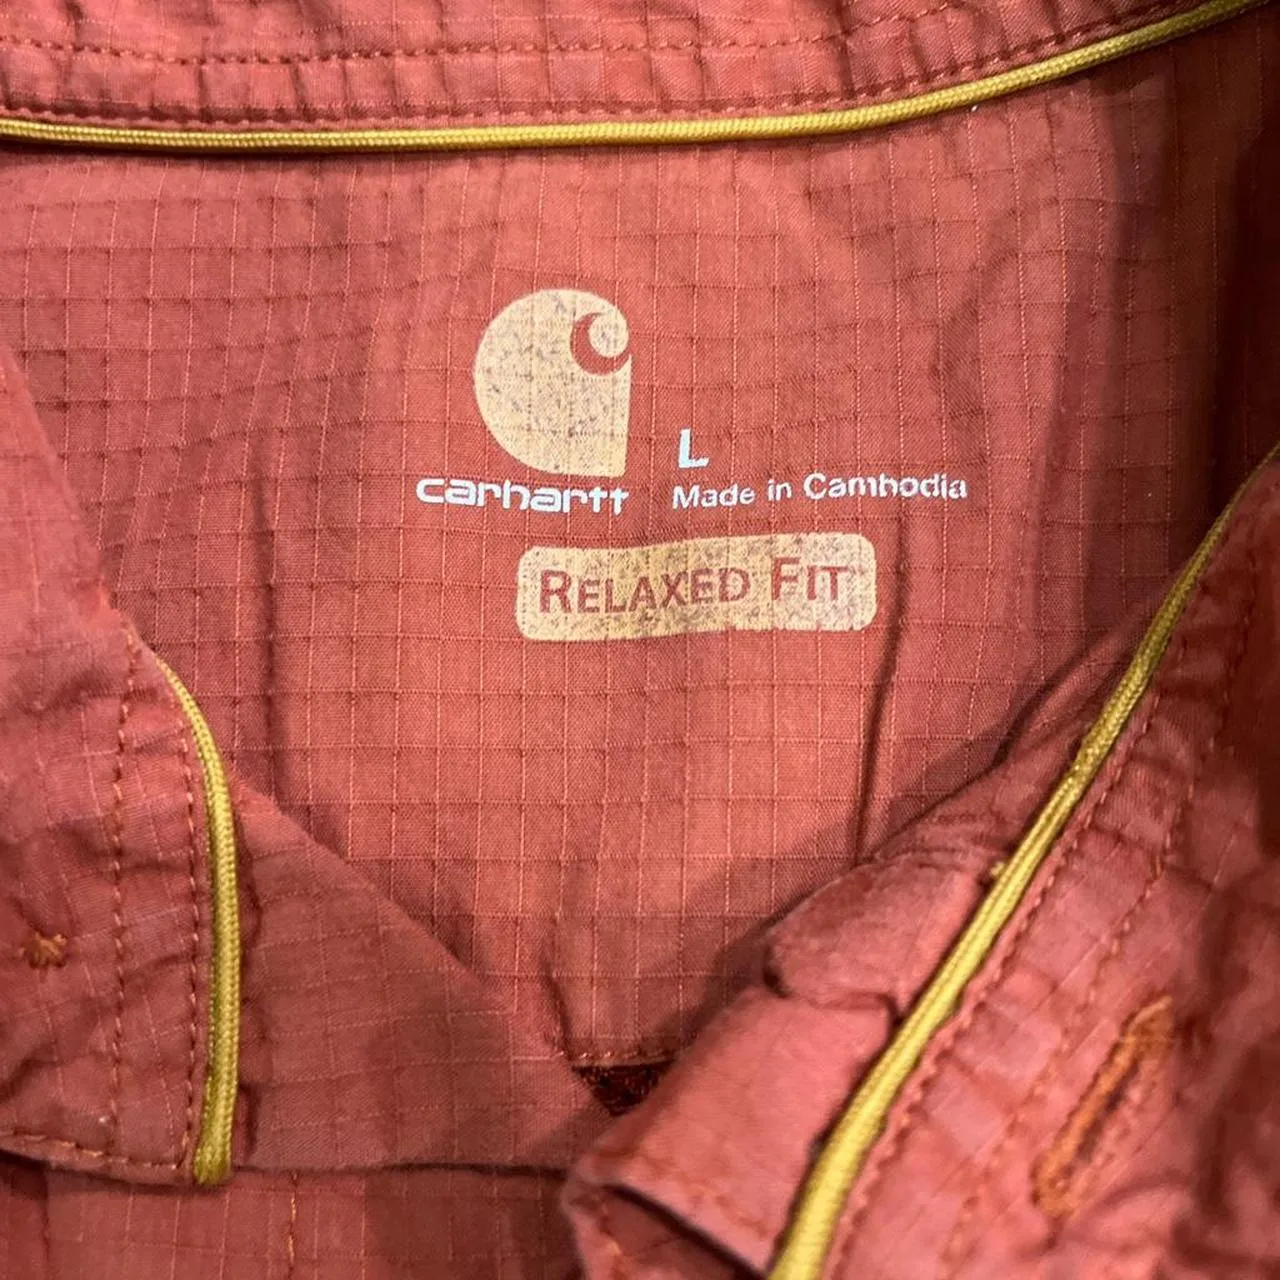 L
carhartt Made in Cambodia
RELAXED FIT